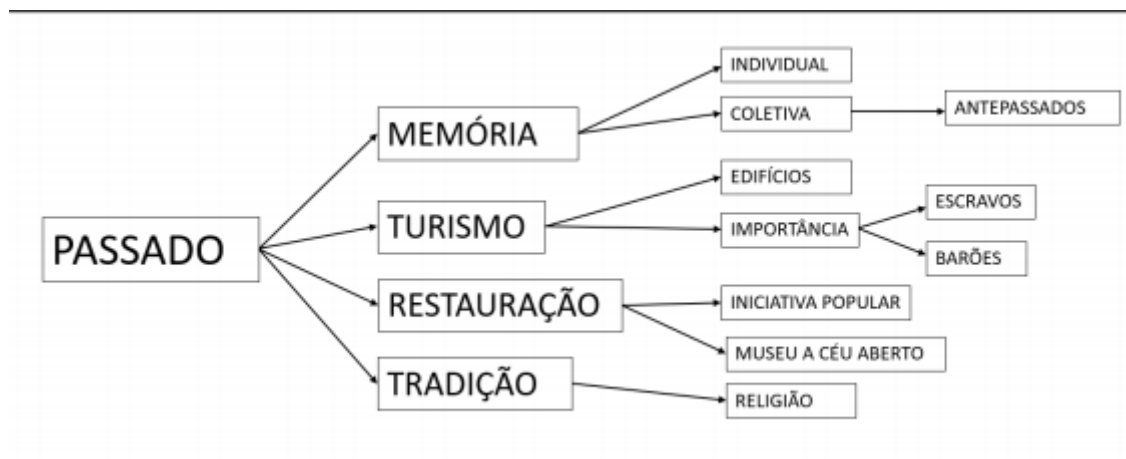 PASSADO
MEMÓRIA
INDIVIDUAL
COLETIVA
ANTEPASSADOS
TURISMO
EDIFÍCIOS
IMPORTÂNCIA
ESCRAVOS
BARÕES
RESTAURAÇÃO
INICIATIVA POPULAR
MUSEU A CÉU ABERTO
TRADIÇÃO
RELIGIÃO